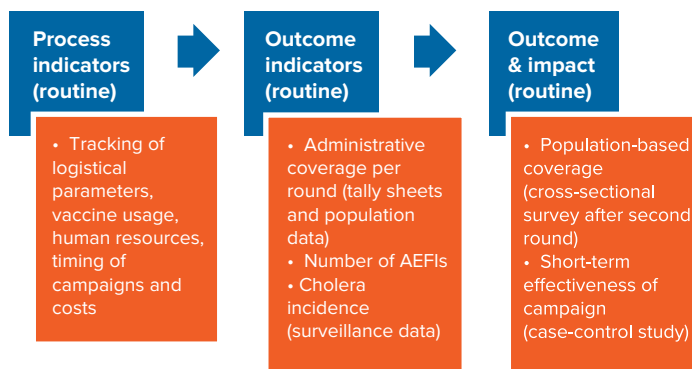 Process
indicators
(routine)
• Tracking of
logistical
parameters,
vaccine usage,
human resources,
timing of
campaigns and
costs
Outcome
indicators
(routine)
• Administrative
coverage per
round (tally sheets
and population
data)
• Number of AEFIs
• Cholera
incidence
(surveillance data)
Outcome
& impact
(routine)
• Population-based
coverage
(cross-sectional
survey after second
round)
• Short-term
effectiveness of
campaign
(case-control study)